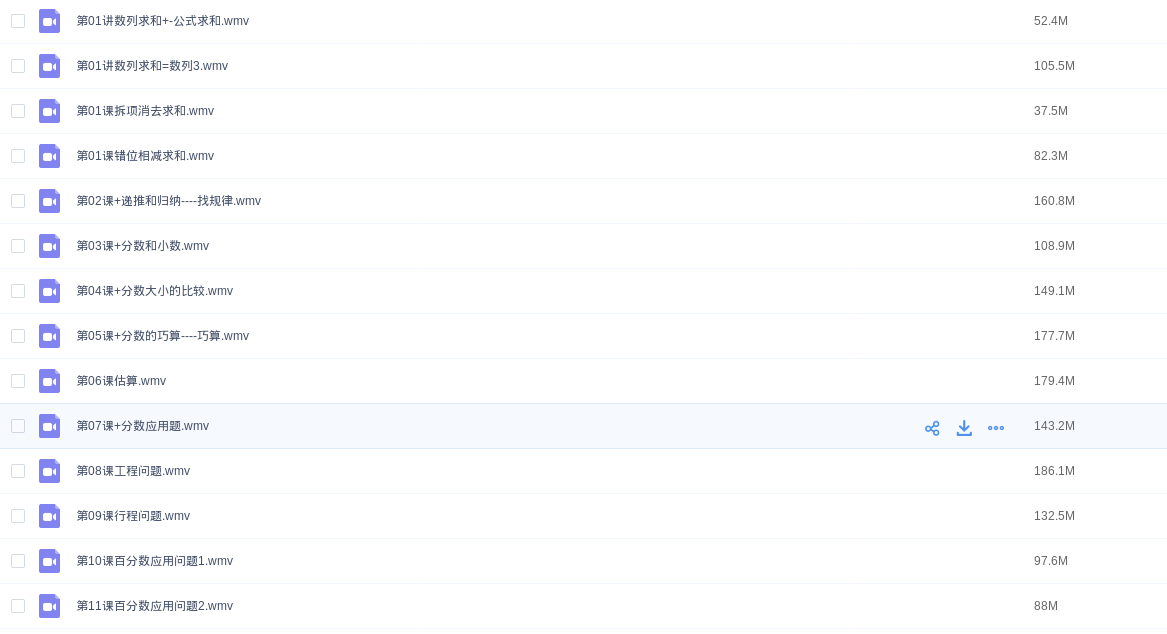 第01讲数列求和+-公式求和.wmv 52.4M
第01讲数列求和=数列3.wmv 105.5M
第01课拆项消去求和.wmv 37.5M
第01课错位相减求和.wmv 82.3M
第02课+递推和归纳----找规律.wmv 160.8M
第03课+分数和小数.wmv 108.9M
第04课+分数大小的比较.wmv 149.1M
第05课+分数的巧算----巧算.wmv 177.7M
第06课估算.wmv 179.4M
第07课+分数应用题.wmv 143.2M
第08课工程问题.wmv 186.1M
第09课行程问题.wmv 132.5M
第10课百分数应用问题1.wmv 97.6M
第11课百分数应用问题2.wmv 88M